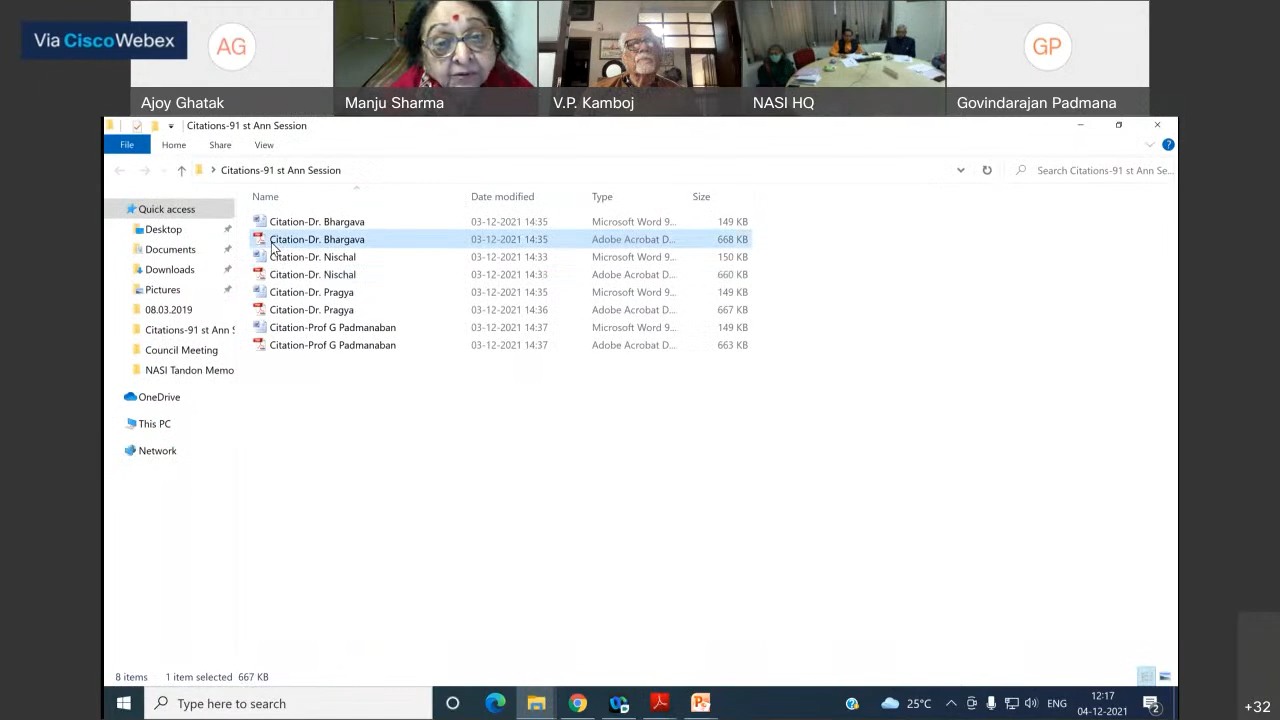 Via CiscoWebex
AG
GP
Ajoy Ghatak
Manju Sharma
V.P. Kamboj
NASI HQ
Govindarajan Padmana
Citations-91 st Ann Session
File Home Share View
Citations-91 st Ann Session
Search Citations-91 st Ann Se...
Name Date modified Type Size
Quick access
Desktop
Documents
Downloads
Pictures
08.03.2019
Citations-91 st Ann S
Council Meeting
NASI Tandon Memo
OneDrive
This PC
Network
Citation-Dr. Bhargava 03-12-2021 14:35 Microsoft Word 9... 149 KB
Citation-Dr. Bhargava 03-12-2021 14:35 Adobe Acrobat D... 668 KB
Citation-Dr. Nischal 03-12-2021 14:33 Microsoft Word 9... 150 KB
Citation-Dr. Nischal 03-12-2021 14:33 Adobe Acrobat D... 660 KB
Citation-Dr. Pragya 03-12-2021 14:35 Microsoft Word 9... 149 KB
Citation-Dr. Pragya 03-12-2021 14:36 Adobe Acrobat D... 667 KB
Citation-Prof G Padmanaban 03-12-2021 14:37 Microsoft Word 9... 149 KB
Citation-Prof G Padmanaban 03-12-2021 14:37 Adobe Acrobat D... 663 KB
8 items 1 item selected 667 KB
Type here to search
25°C
ENG
12:17
04-12-2021
2
+32